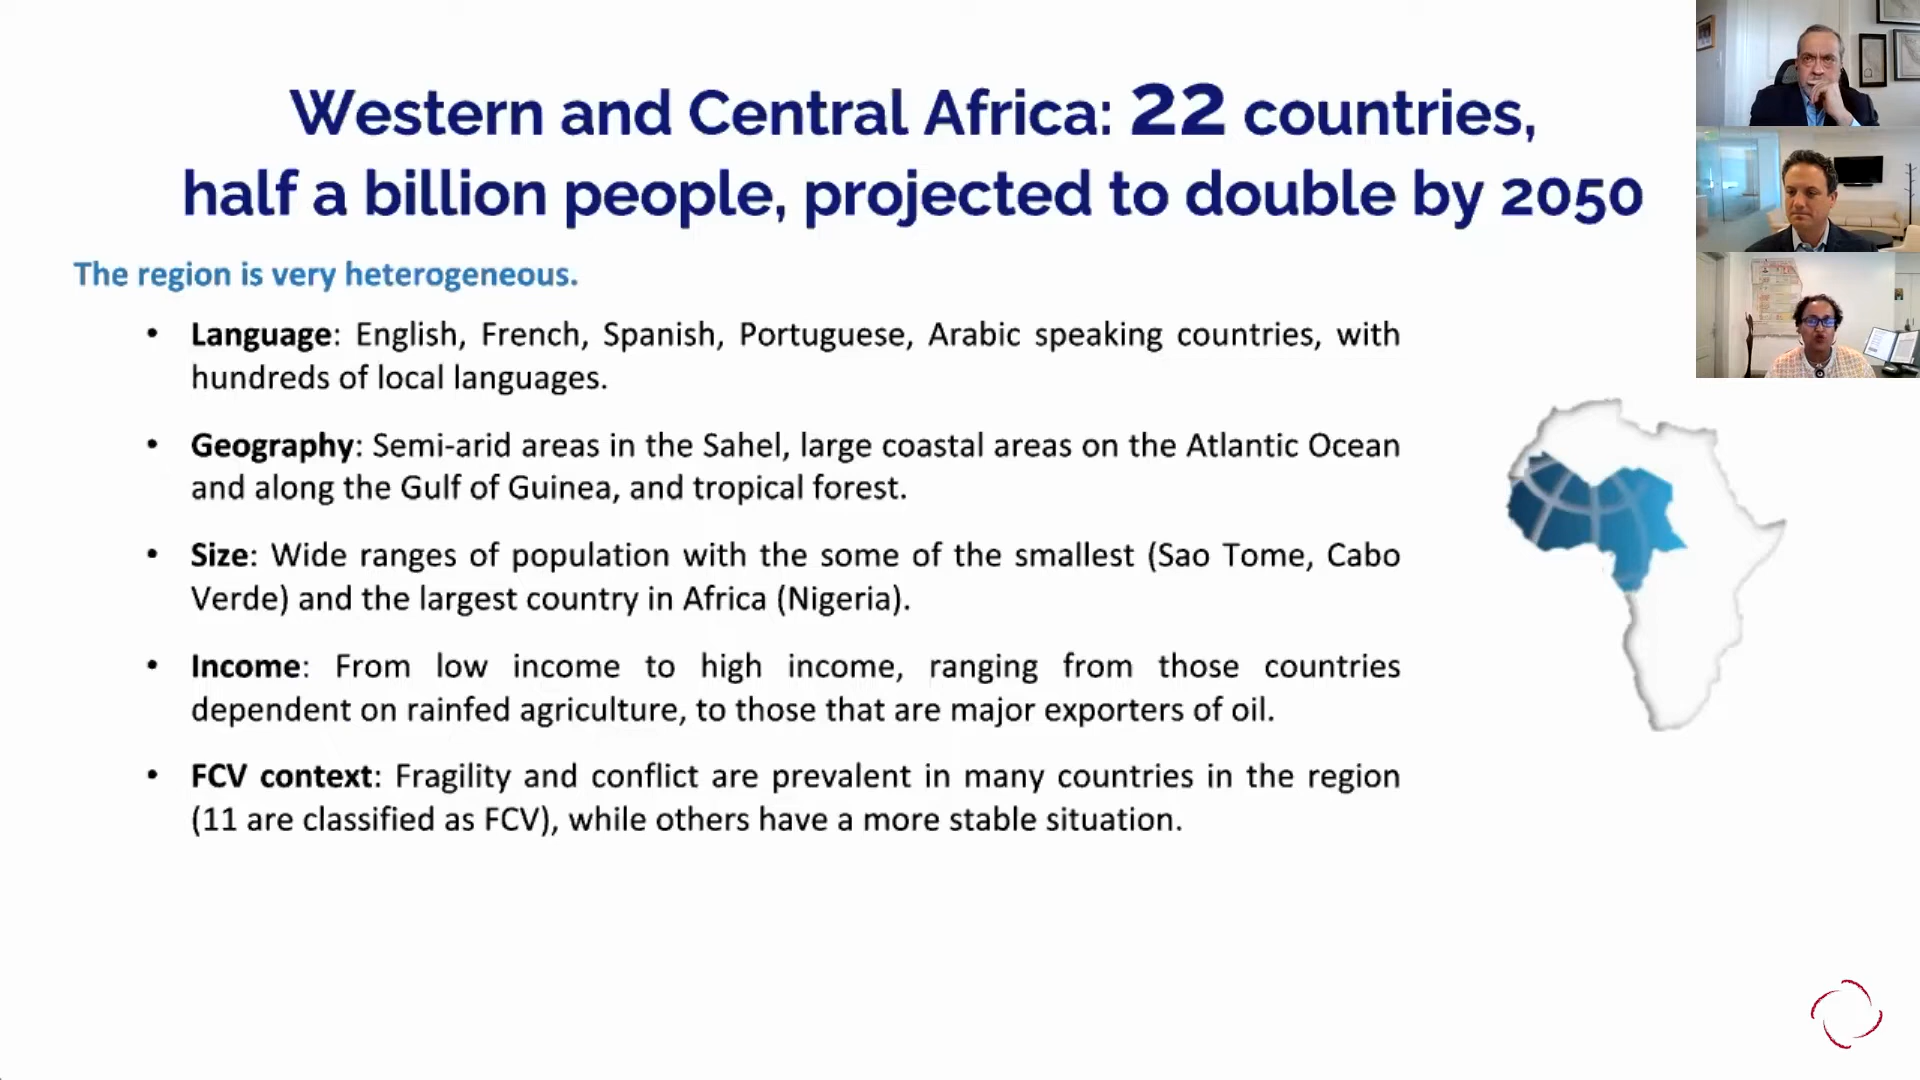 Western and Central Africa: 22 countries,
half a billion people, projected to double by 2050
The region is very heterogeneous.
• Language: English, French, Spanish, Portuguese, Arabic speaking countries, with
hundreds of local languages.
• Geography: Semi-arid areas in the Sahel, large coastal areas on the Atlantic Ocean
and along the Gulf of Guinea, and tropical forest.
• Size: Wide ranges of population with the some of the smallest (Sao Tome, Cabo
Verde) and the largest country in Africa (Nigeria).
• Income: From low income to high income, ranging from those countries
dependent on rainfed agriculture, to those that are major exporters of oil.
• FCV context: Fragility and conflict are prevalent in many countries in the region
(11 are classified as FCV), while others have a more stable situation.